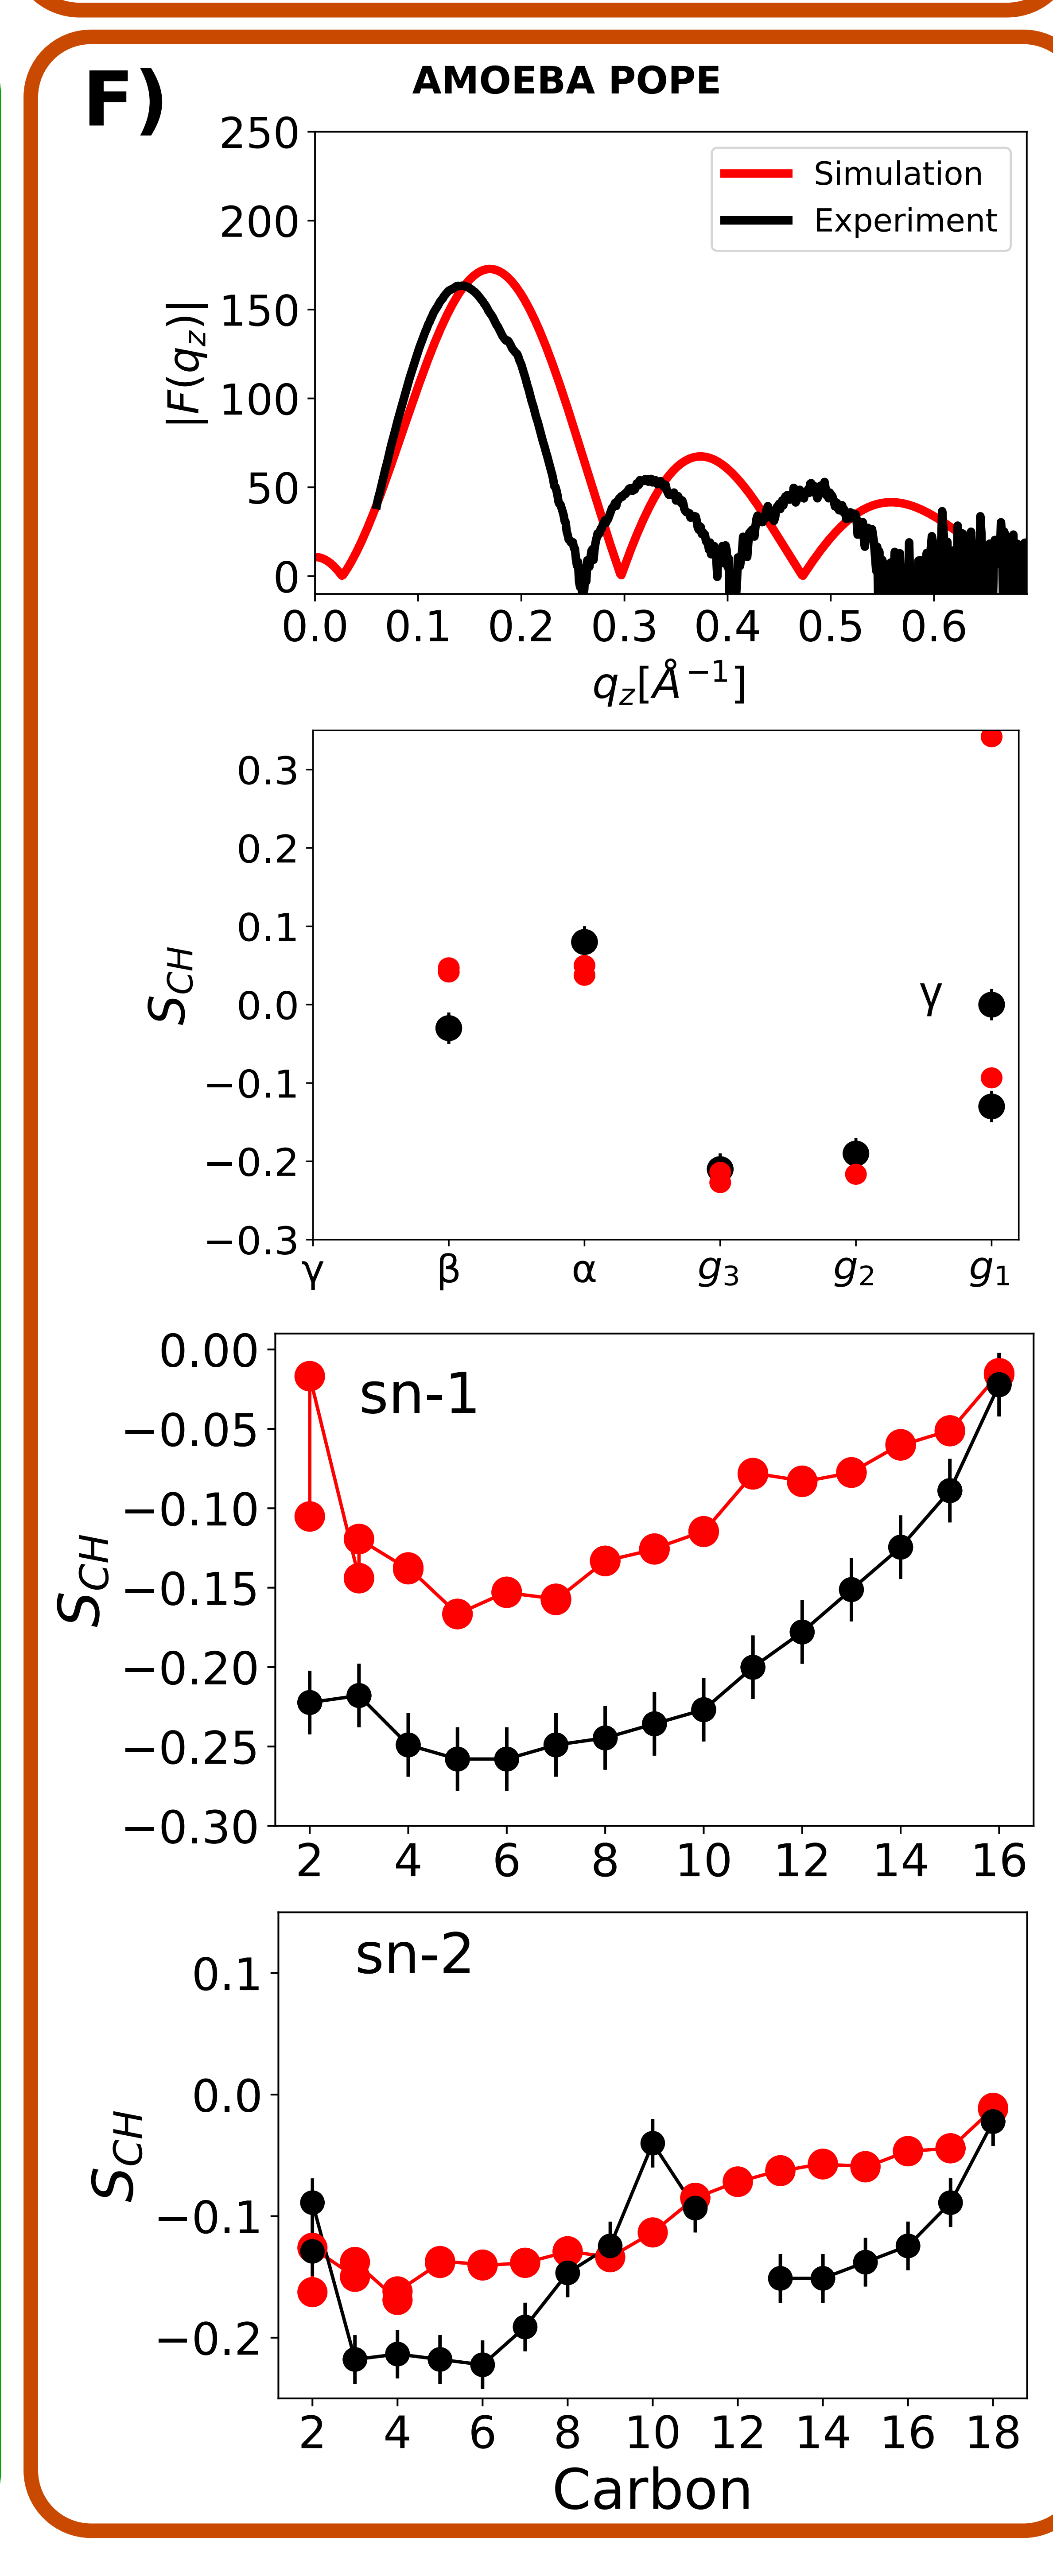 F)
AMOEBA POPE
250
200
150
100
50
0
|F(q_z)|
Simulation
Experiment
0.0 0.1 0.2 0.3 0.4 0.5 0.6
q_z[Å⁻¹]
0.3
0.2
0.1
0.0
−0.1
−0.2
−0.3
S_CH
γ
γ β α g₃ g₂ g₁
0.00
−0.05
−0.10
−0.15
−0.20
−0.25
−0.30
S_CH
sn-1
2 4 6 8 10 12 14 16
0.1
0.0
−0.1
−0.2
S_CH
sn-2
2 4 6 8 10 12 14 16 18
Carbon